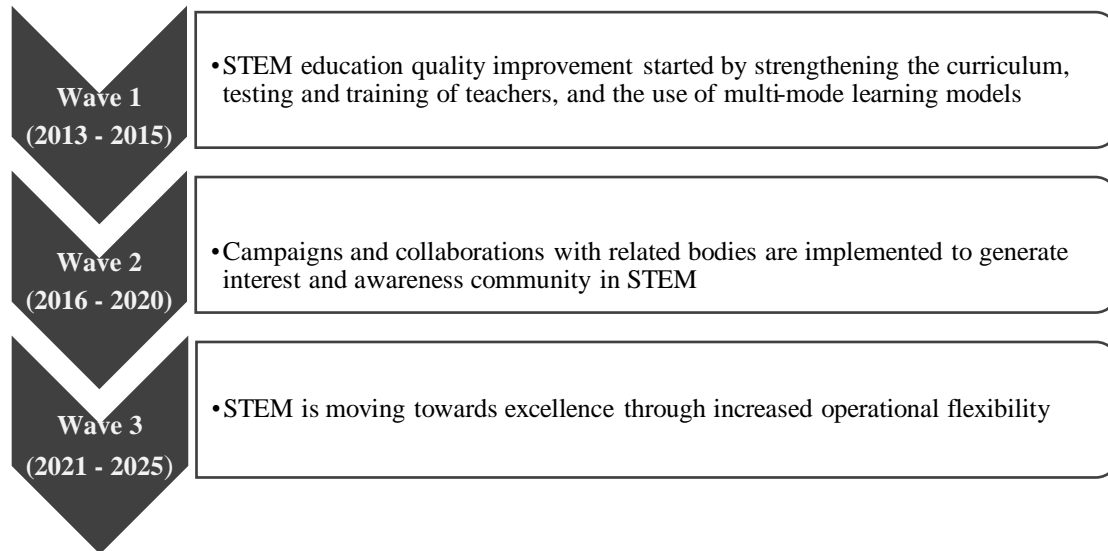 Wave 1
(2013 - 2015)
•STEM education quality improvement started by strengthening the curriculum,
testing and training of teachers, and the use of multi-mode learning models
Wave 2
(2016 - 2020)
•Campaigns and collaborations with related bodies are implemented to generate
interest and awareness community in STEM
Wave 3
(2021 - 2025)
•STEM is moving towards excellence through increased operational flexibility